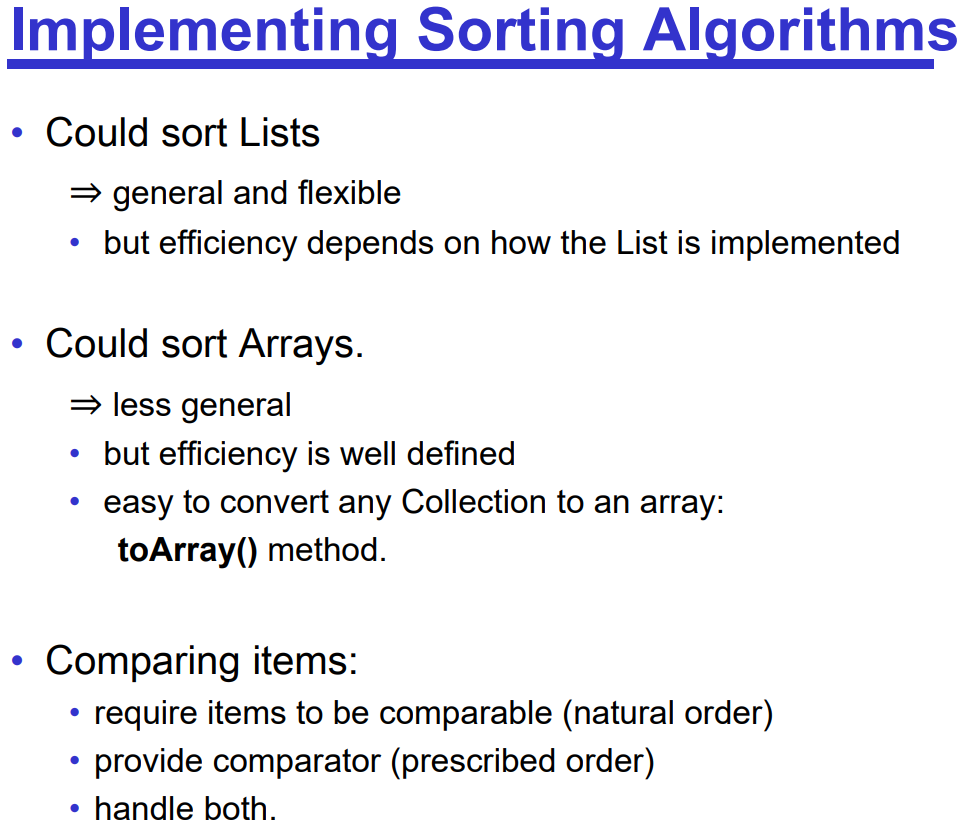 Implementing Sorting Algorithms
• Could sort Lists
⇒ general and flexible
• but efficiency depends on how the List is implemented
• Could sort Arrays.
⇒ less general
• but efficiency is well defined
• easy to convert any Collection to an array:
toArray() method.
• Comparing items:
• require items to be comparable (natural order)
• provide comparator (prescribed order)
• handle both.